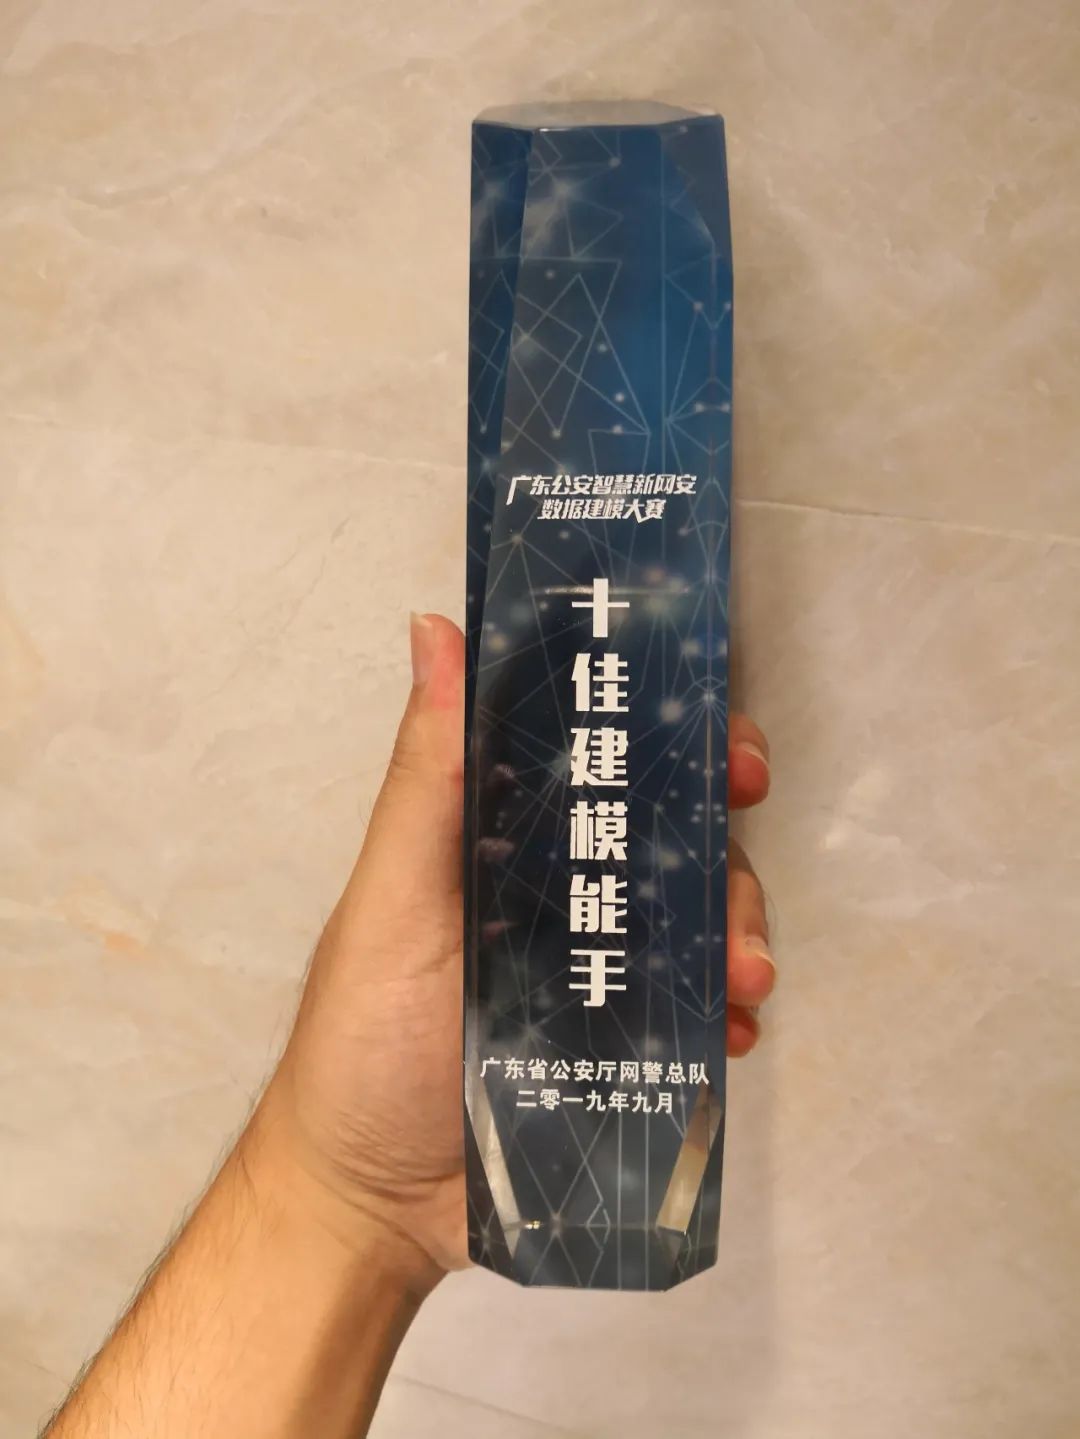 广东公安智慧新网安
数据建模大赛
十佳建模能手
广东省公安厅网警总队
二零一九年九月